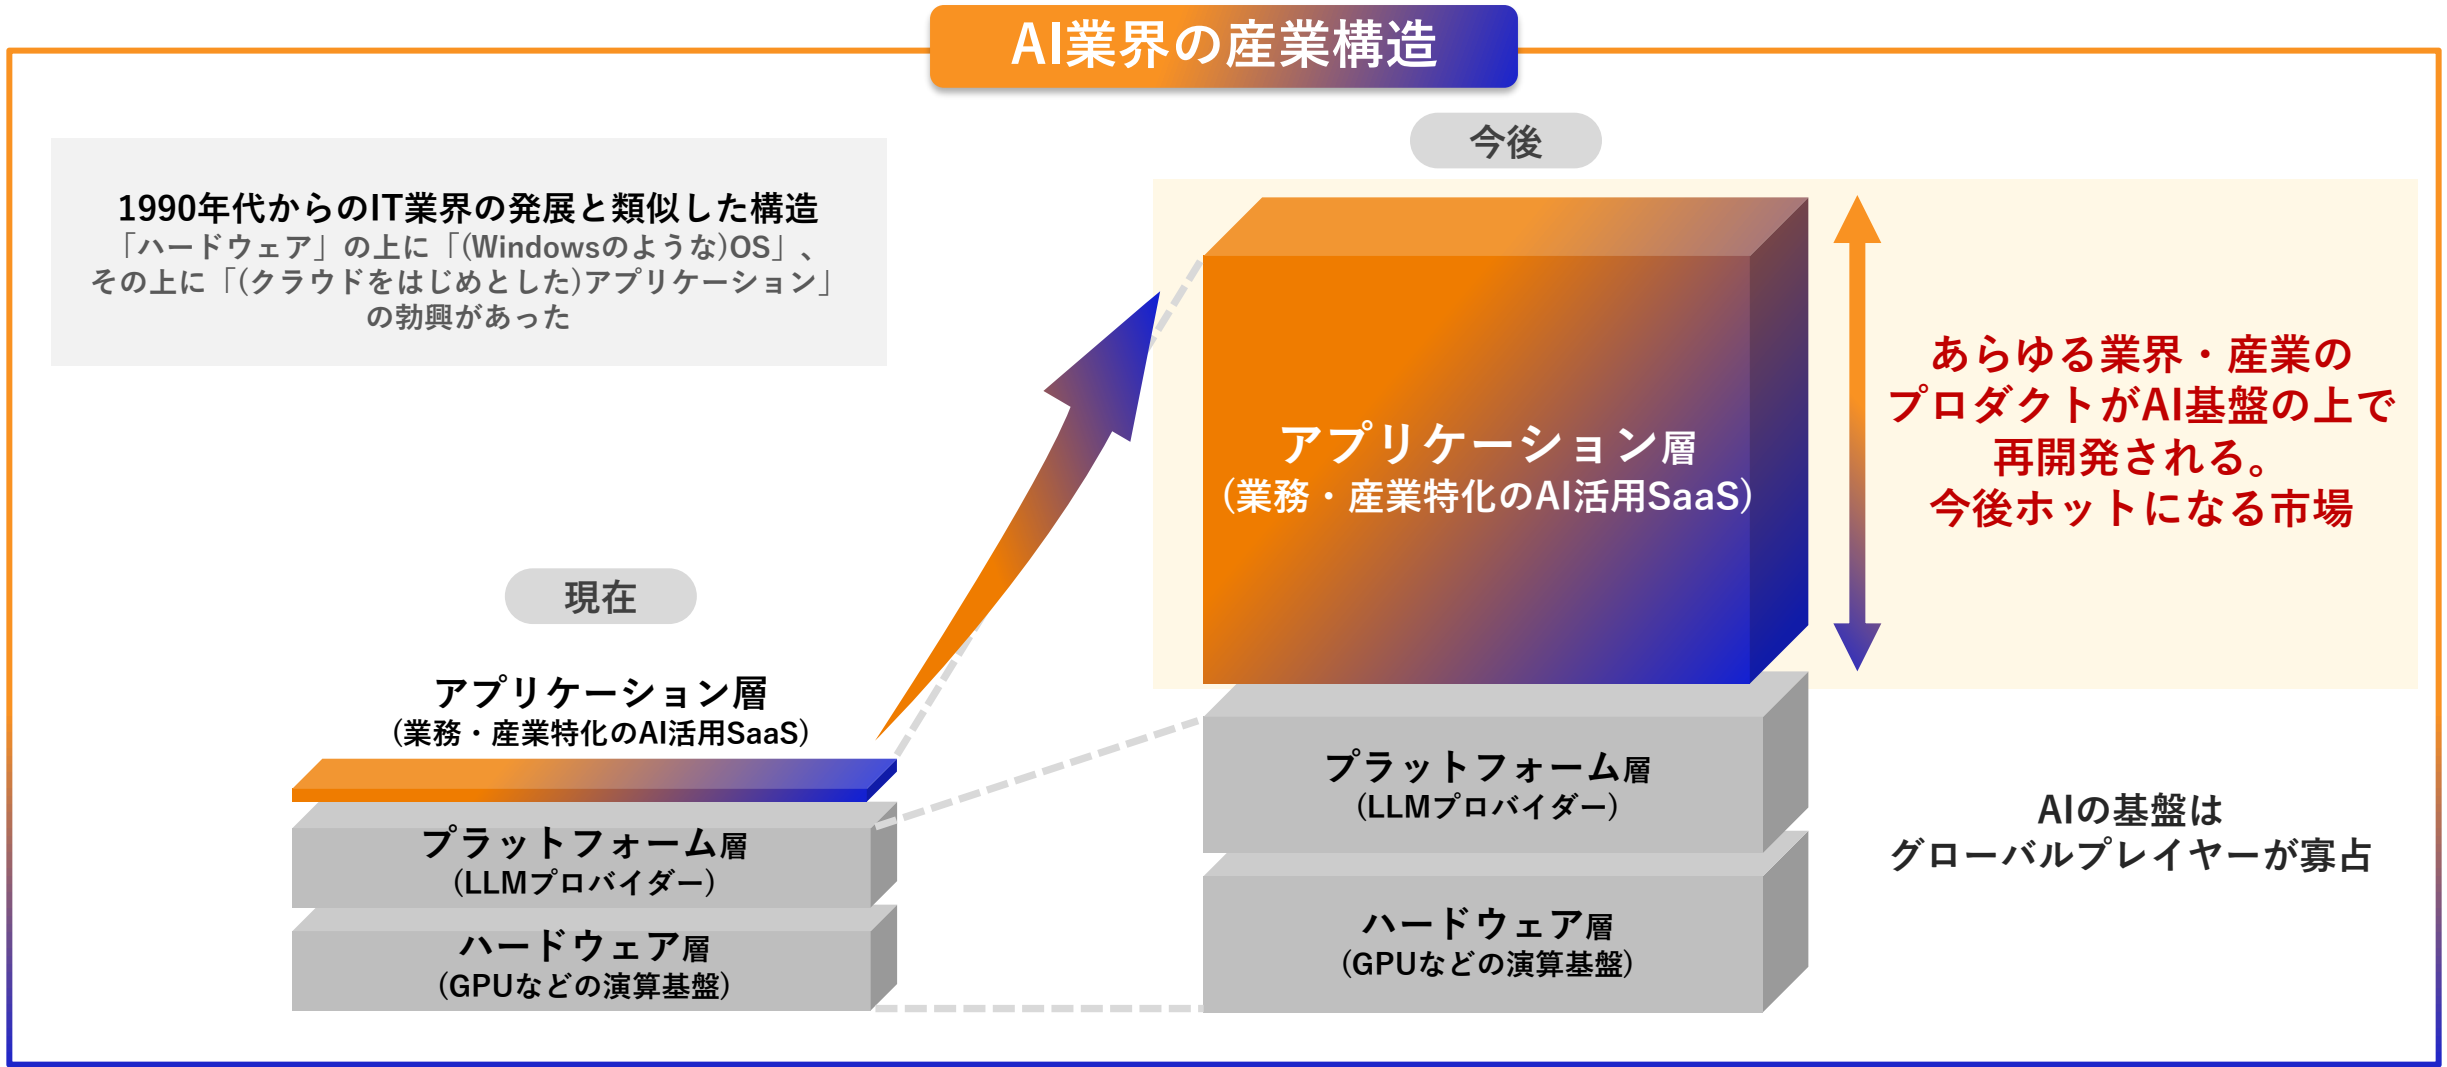 AI業界の産業構造
1990年代からのIT業界の発展と類似した構造
「ハードウェア」の上に「(Windowsのような)OS」、
その上に「(クラウドをはじめとした)アプリケーション」
の勃興があった
現在
アプリケーション層
(業務・産業特化のAI活用SaaS)
プラットフォーム層
(LLMプロバイダー)
ハードウェア層
(GPUなどの演算基盤)
今後
アプリケーション層
(業務・産業特化のAI活用SaaS)
プラットフォーム層
(LLMプロバイダー)
ハードウェア層
(GPUなどの演算基盤)
あらゆる業界・産業の
プロダクトがAI基盤の上で
再開発される。
今後ホットになる市場
AIの基盤は
グローバルプレイヤーが寡占